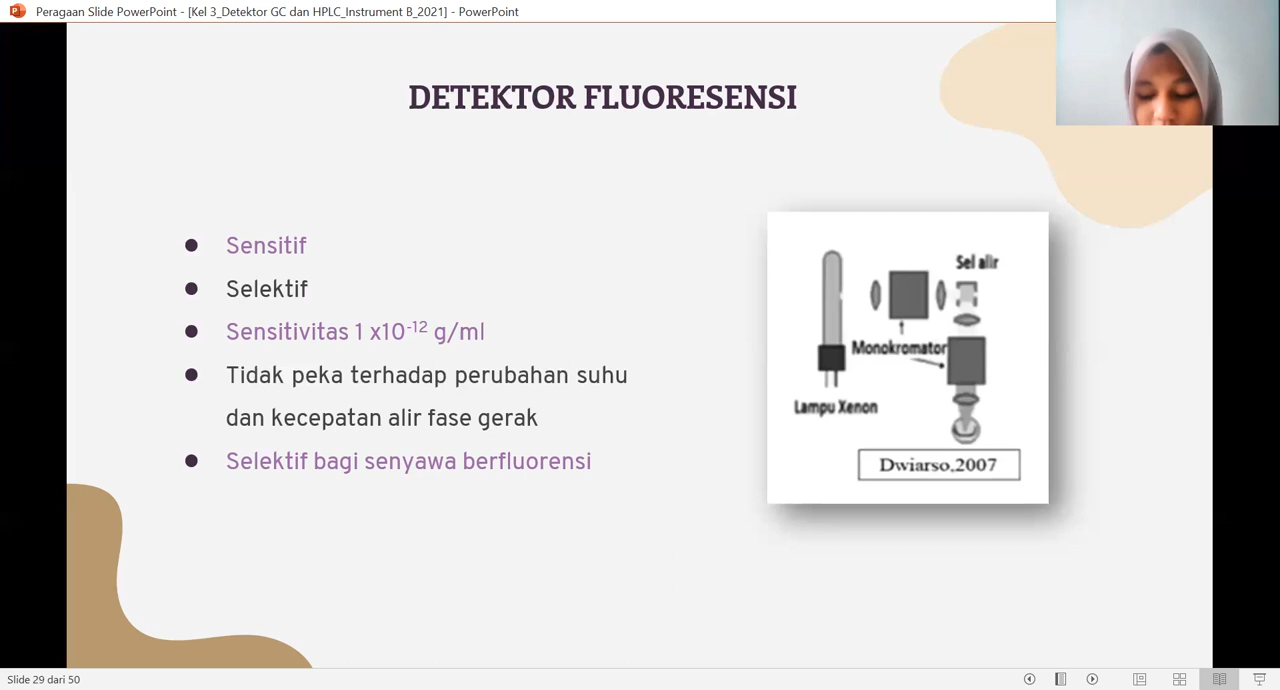 Peragaan Slide PowerPoint - [Kel 3_Detektor GC dan HPLC_Instrument B_2021] - PowerPoint
DETEKTOR FLUORESENSI
Sensitif
Selektif
Sensitivitas 1 x10⁻¹² g/ml
Tidak peka terhadap perubahan suhu
dan kecepatan alir fase gerak
Selektif bagi senyawa berfluorensi
Sel alir
Monokromator
Lampu Xenon
Dwiarso.2007
Slide 29 dari 50